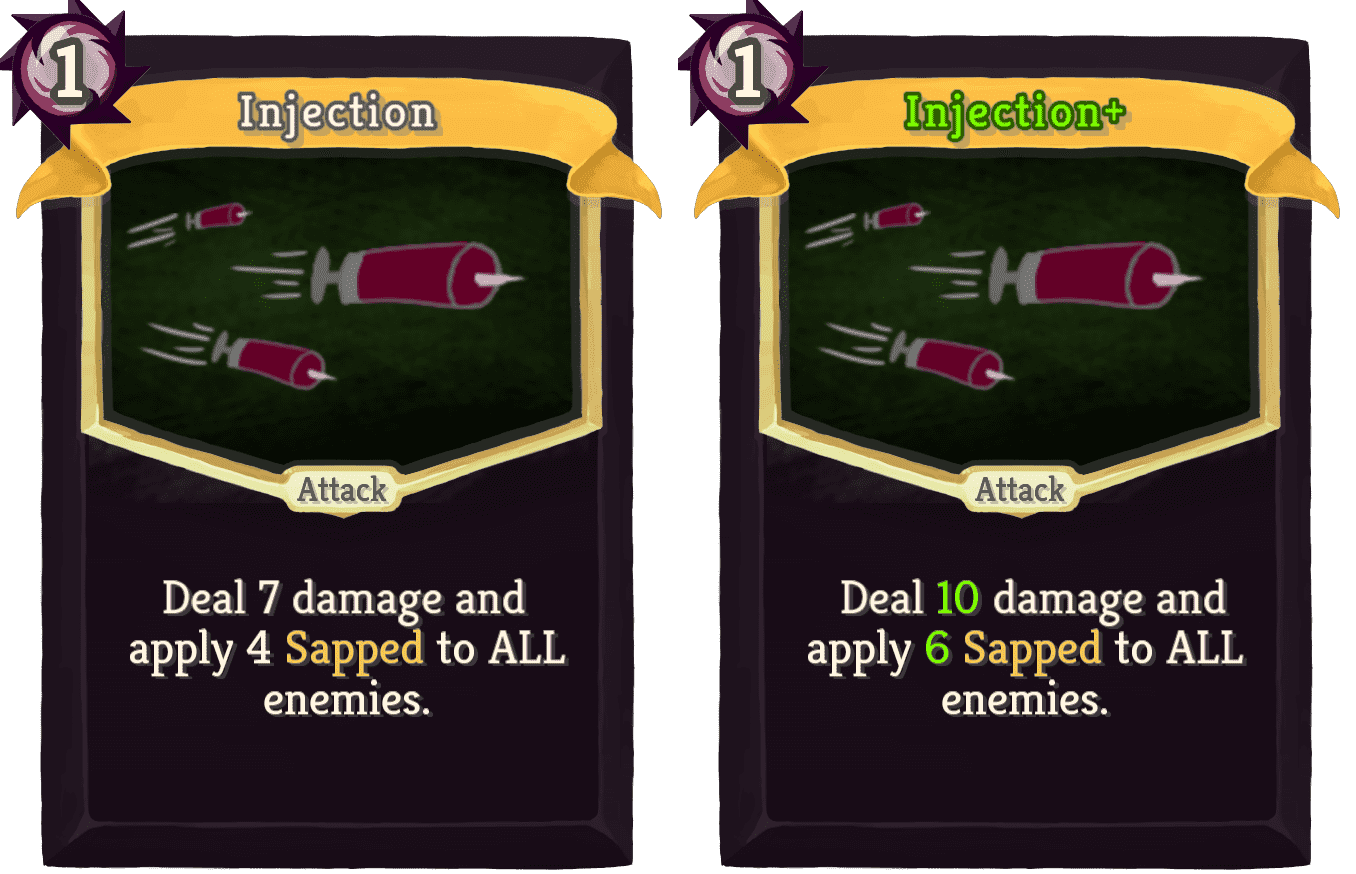 1
Injection
Attack
Deal 7 damage and
apply 4 Sapped to ALL
enemies.
1
Injection+
Attack
Deal 10 damage and
apply 6 Sapped to ALL
enemies.